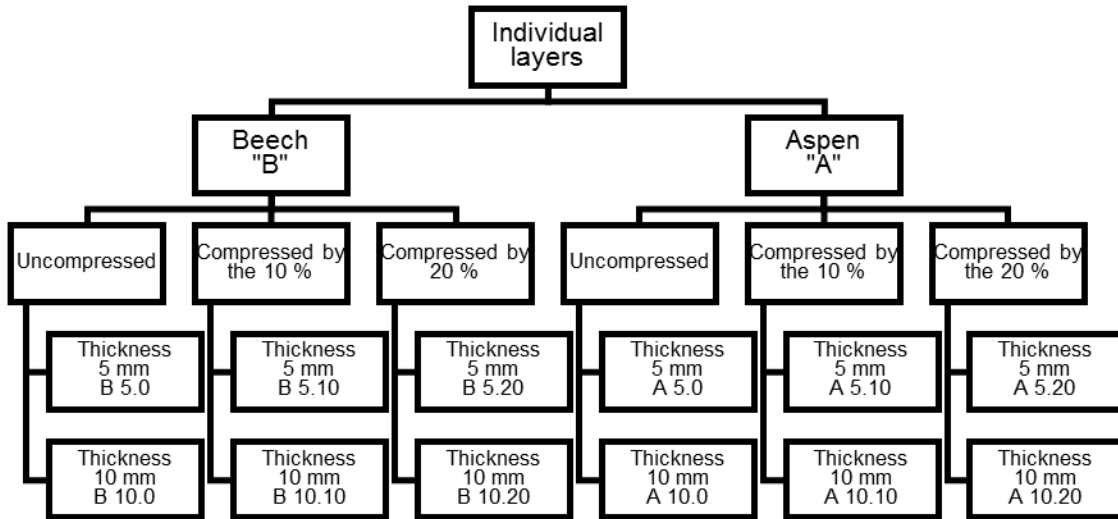 Individual
layers
Beech
"B"
Aspen
"A"
Uncompressed
Compressed by
the 10 %
Compressed by
20 %
Uncompressed
Compressed by
the 10 %
Compressed by
the 20 %
Thickness
5 mm
B 5.0
Thickness
5 mm
B 5.10
Thickness
5 mm
B 5.20
Thickness
5 mm
A 5.0
Thickness
5 mm
A 5.10
Thickness
5 mm
A 5.20
Thickness
10 mm
B 10.0
Thickness
10 mm
B 10.10
Thickness
10 mm
B 10.20
Thickness
10 mm
A 10.0
Thickness
10 mm
A 10.10
Thickness
10 mm
A 10.20